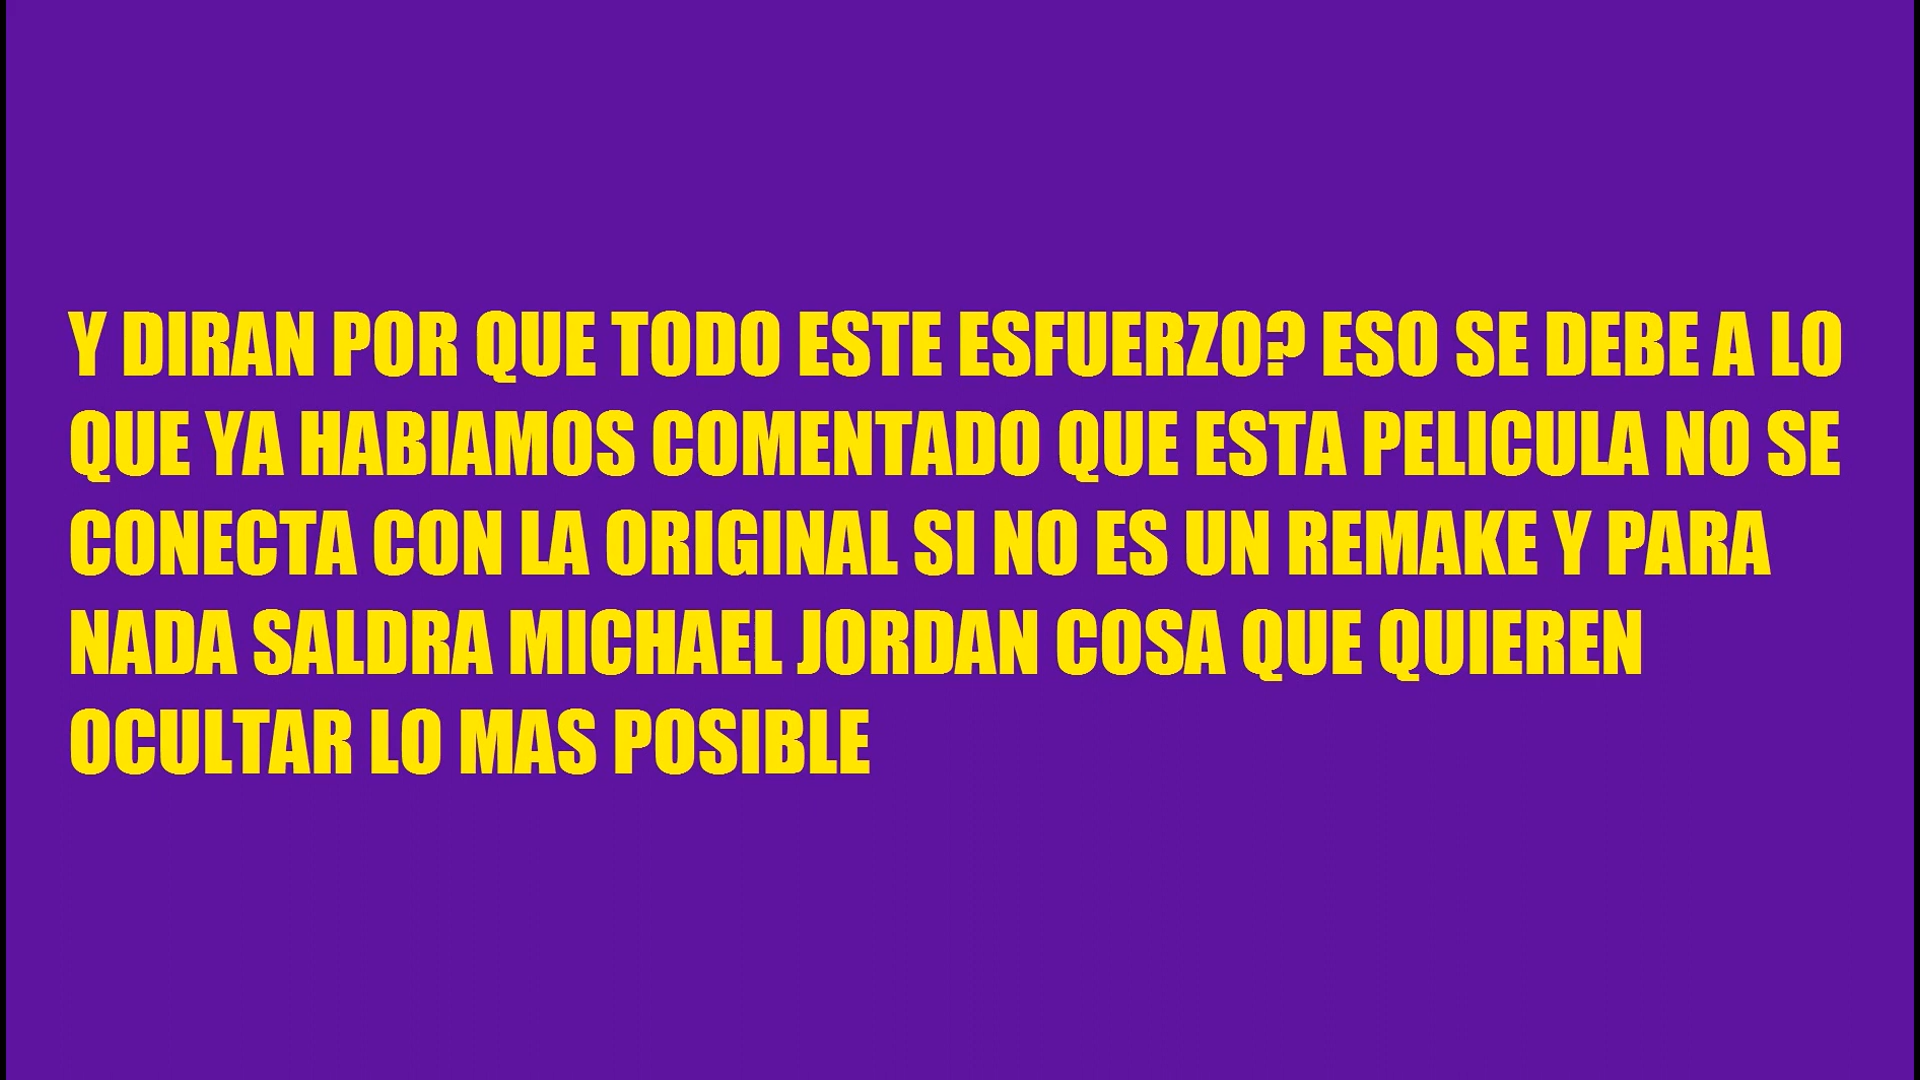 Y DIRAN POR QUE TODO ESTE ESFUERZO? ESO SE DEBE A LO
QUE YA HABIAMOS COMENTADO QUE ESTA PELICULA NO SE
CONECTA CON LA ORIGINAL SI NO ES UN REMAKE Y PARA
NADA SALDRA MICHAEL JORDAN COSA QUE QUIEREN
OCULTAR LO MAS POSIBLE